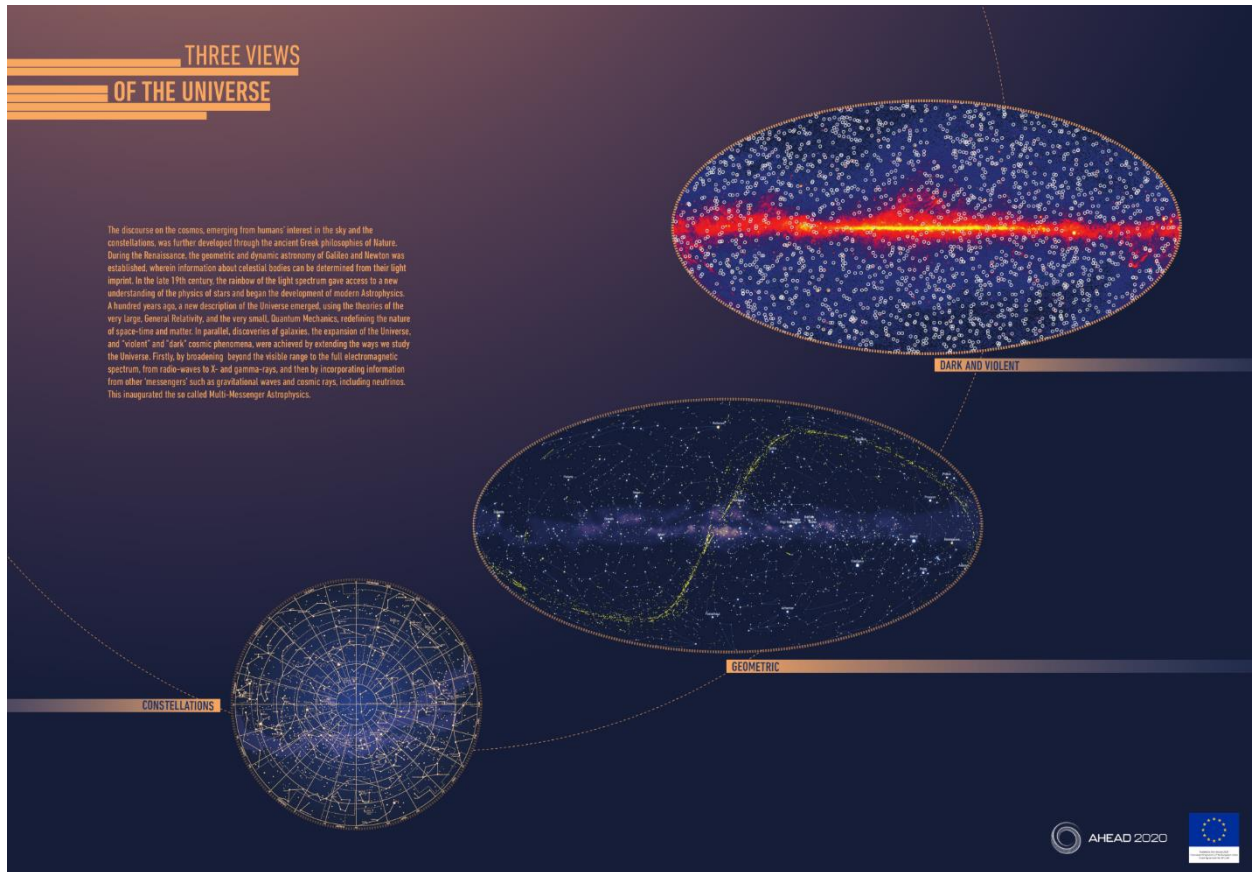 THREE VIEWS
OF THE UNIVERSE
The discourse on the cosmos, emerging from humans' interest in the sky and the
constellations, was further developed through the ancient Greek philosophies of Nature.
During the Renaissance, the geometric and dynamic astronomy of Galileo and Newton was
established, wherein information about celestial bodies can be determined from their light
imprint. In the late 19th century, the rainbow of the light spectrum gave access to a new
understanding of the physics of stars and began the development of modern Astrophysics.
A hundred years ago, a new description of the Universe emerged, using the theories of the
very large, General Relativity, and the very small, Quantum Mechanics, redefining the nature
of space-time and matter. In parallel, discoveries of galaxies, the expansion of the Universe,
and "violent" and "dark" cosmic phenomena, were achieved by extending the ways we study
the Universe. Firstly, by broadening beyond the visible range to the full electromagnetic
spectrum, from radio-waves to X- and gamma-rays, and then by incorporating information
from other 'messengers' such as gravitational waves and cosmic rays, including neutrinos.
This inaugurated the so called Multi-Messenger Astrophysics.
DARK AND VIOLENT
GEOMETRIC
CONSTELLATIONS
AHEAD 2020